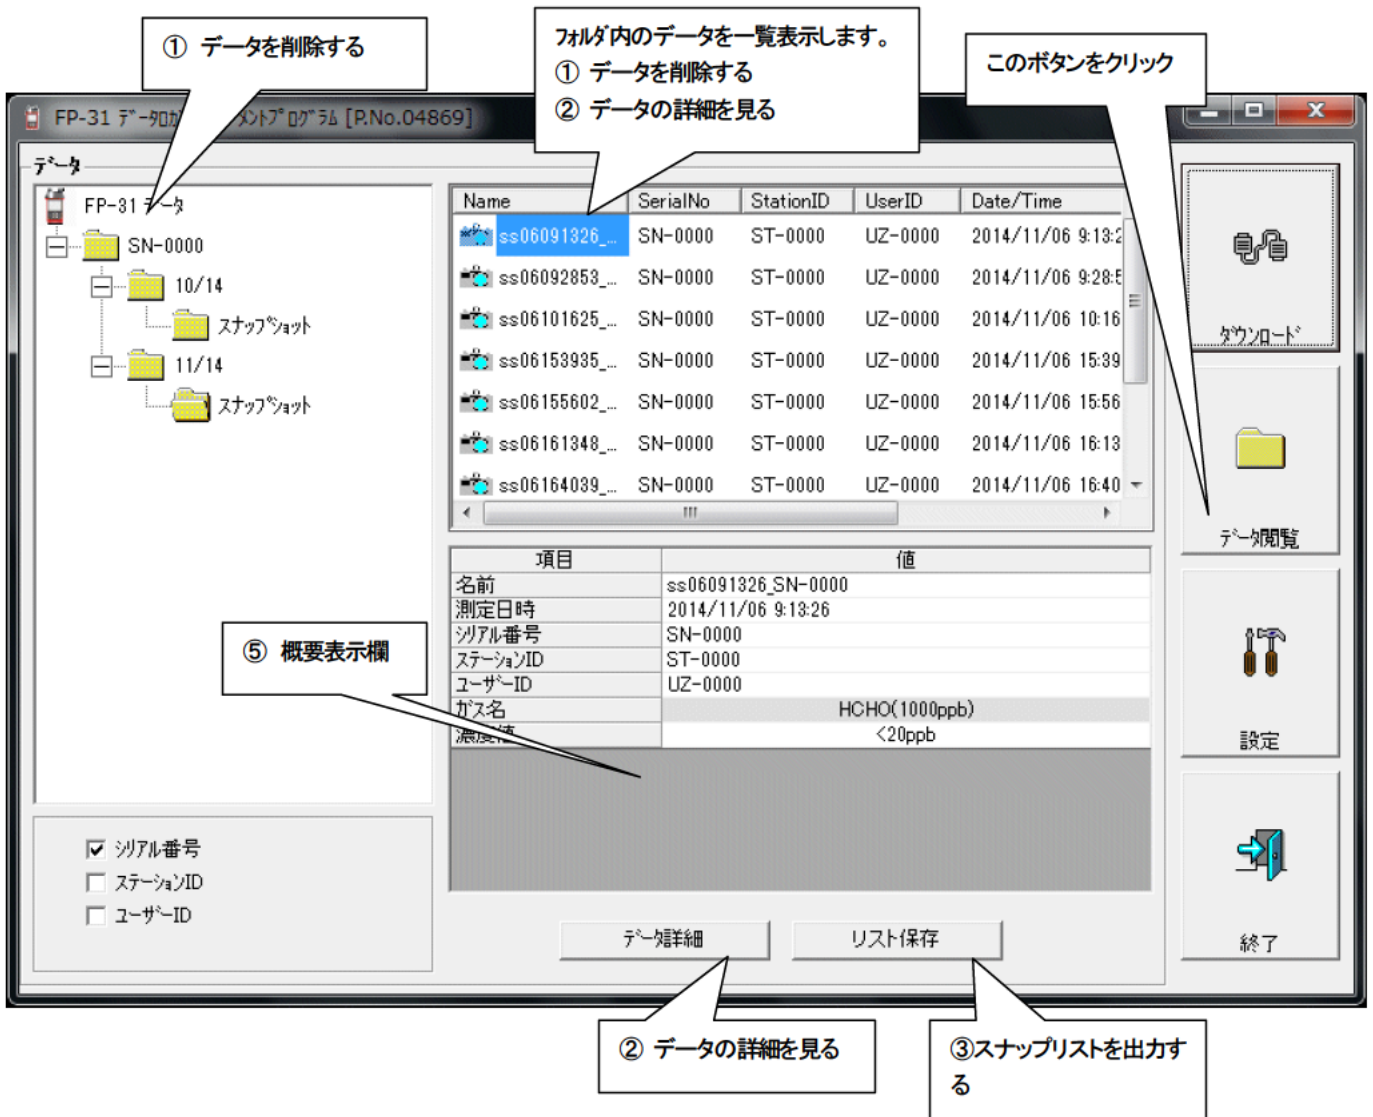 ① データを削除する
フォルダ内のデータを一覧表示します。
① データを削除する
② データの詳細を見る
このボタンをクリック
FP-31 データロガ
メントプログラム [P.No.04869]
データ
FP-31 データ
SN-0000
10/14
スナップショット
11/14
スナップショット
Name SerialNo StationID UserID Date/Time
ss06091326_... SN-0000 ST-0000 UZ-0000 2014/11/06 9:13:2
ss06092853_... SN-0000 ST-0000 UZ-0000 2014/11/06 9:28:5
ss06101625_... SN-0000 ST-0000 UZ-0000 2014/11/06 10:16
ss06153935_... SN-0000 ST-0000 UZ-0000 2014/11/06 15:39
ss06155602_... SN-0000 ST-0000 UZ-0000 2014/11/06 15:56
ss06161348_... SN-0000 ST-0000 UZ-0000 2014/11/06 16:13
ss06164039_... SN-0000 ST-0000 UZ-0000 2014/11/06 16:40
項目 値
名前 ss06091326_SN-0000
測定日時 2014/11/06 9:13:26
シリアル番号 SN-0000
ステーションID ST-0000
ユーザーID UZ-0000
ガス名 HCHO(1000ppb)
濃度値 <20ppb
⑤ 概要表示欄
シリアル番号
ステーションID
ユーザーID
データ詳細
リスト保存
ダウンロード
データ閲覧
設定
終了
② データの詳細を見る
③スナップリストを出力す
る